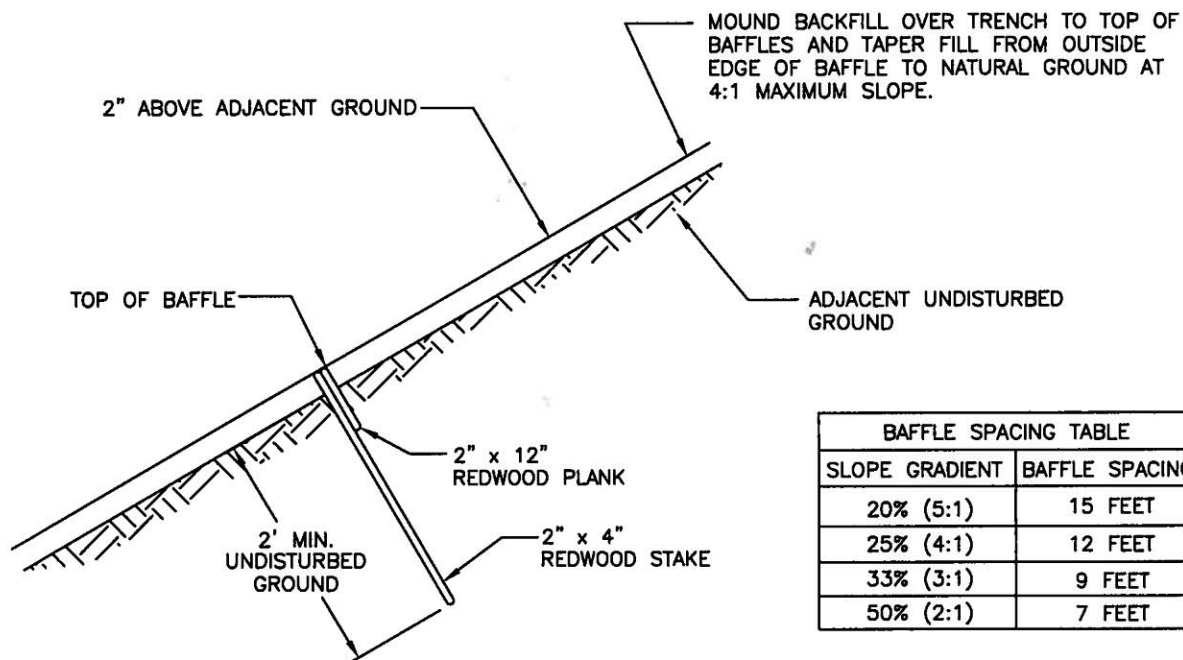 MOUND BACKFILL OVER TRENCH TO TOP OF
BAFFLES AND TAPER FILL FROM OUTSIDE
EDGE OF BAFFLE TO NATURAL GROUND AT
4:1 MAXIMUM SLOPE.
2" ABOVE ADJACENT GROUND
TOP OF BAFFLE
ADJACENT UNDISTURBED
GROUND
2" x 12"
REDWOOD PLANK
2' MIN.
UNDISTURBED
GROUND
2" x 4"
REDWOOD STAKE
BAFFLE SPACING TABLE
SLOPE GRADIENT BAFFLE SPACING
20% (5:1) 15 FEET
25% (4:1) 12 FEET
33% (3:1) 9 FEET
50% (2:1) 7 FEET